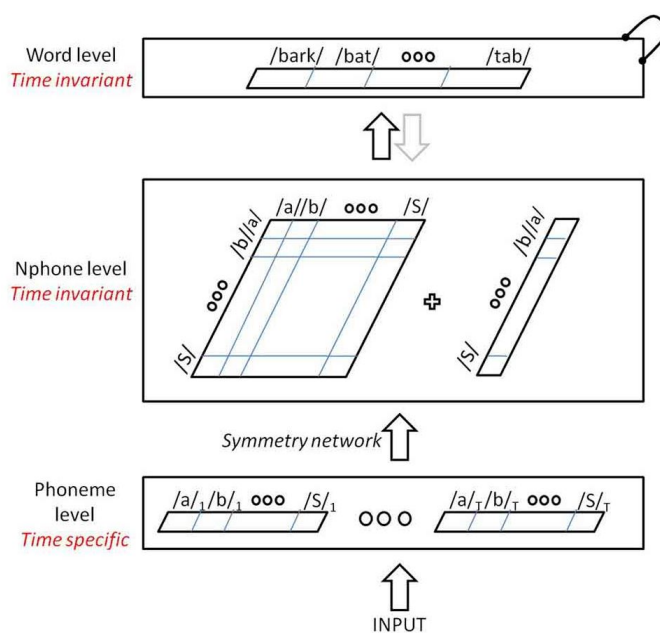 Word level
Time invariant
/bark/ /bat/ ooo /tab/
Nphone level
Time invariant
/a//b/ ooo /S/
/b//a/
ooo
/S/
/b//a/
ooo
/S/
Symmetry network
Phoneme
level
Time specific
/a/₁/b/₁ ooo /S/₁
ooo
/a/T/b/T ooo /S/T
INPUT